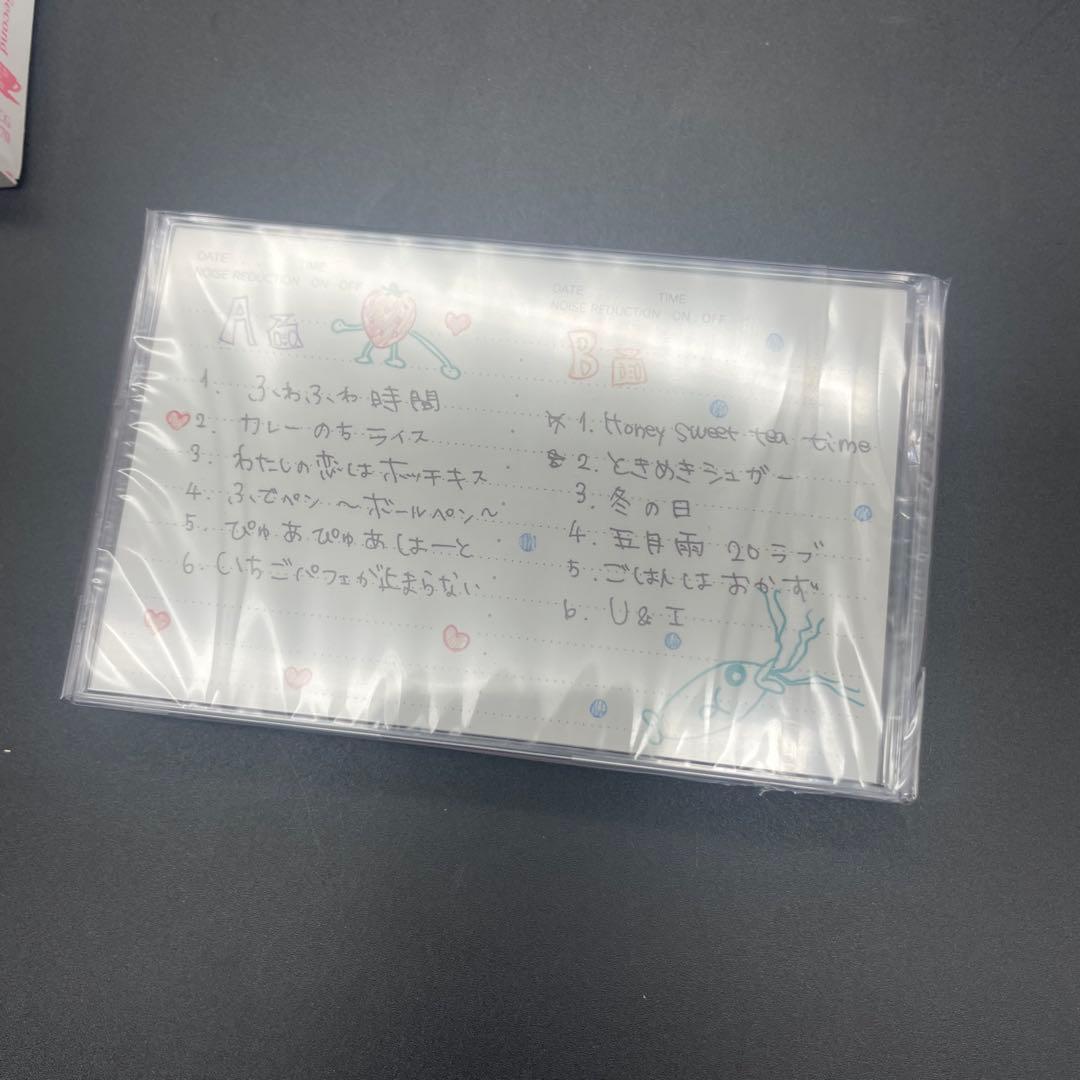 Second
DATE TIME
NOISE REDUCTION ON OFF
A面
1. ふわふわ時間
2. カレーのちライス
3. わたしの恋はホッチキス
4. ふでペン 〜ボールペン〜
5. ぴゅあぴゅあはーと
6. いちごパフェが止まらない
DATE TIME
NOISE REDUCTION ON OFF
B面
1. Honey sweet tea time
2. ときめきシュガー
3. 冬の日
4. 五月雨 20 ラブ
5. ごはんはおかず
6. U&I